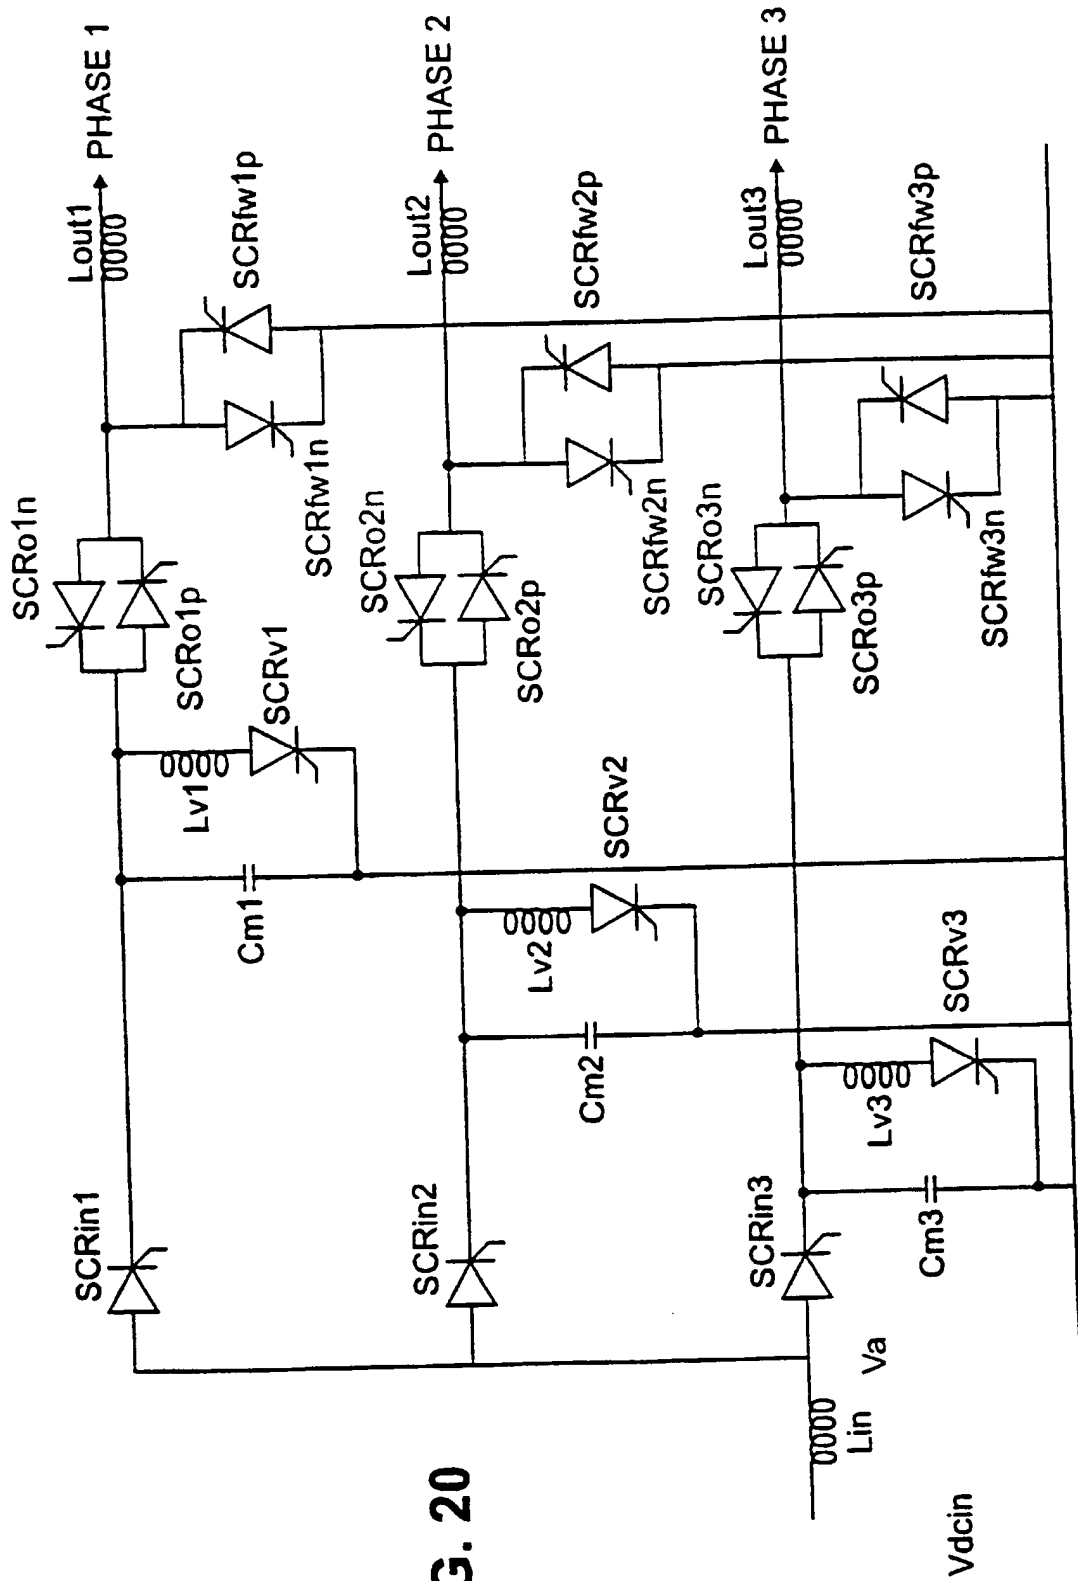 G. 20
SCRo1n
Lout1
PHASE 1
SCRin1
SCRo1p
SCRv1
Lv1
Cm1
SCRfw1p
SCRfw1n
SCRo2n
Lout2
PHASE 2
SCRin2
SCRo2p
SCRv2
Lv2
Cm2
SCRfw2p
SCRfw2n
SCRo3n
Lout3
PHASE 3
SCRin3
SCRo3p
SCRv3
Lv3
Cm3
SCRfw3p
SCRfw3n
Va
Lin
Vdcin